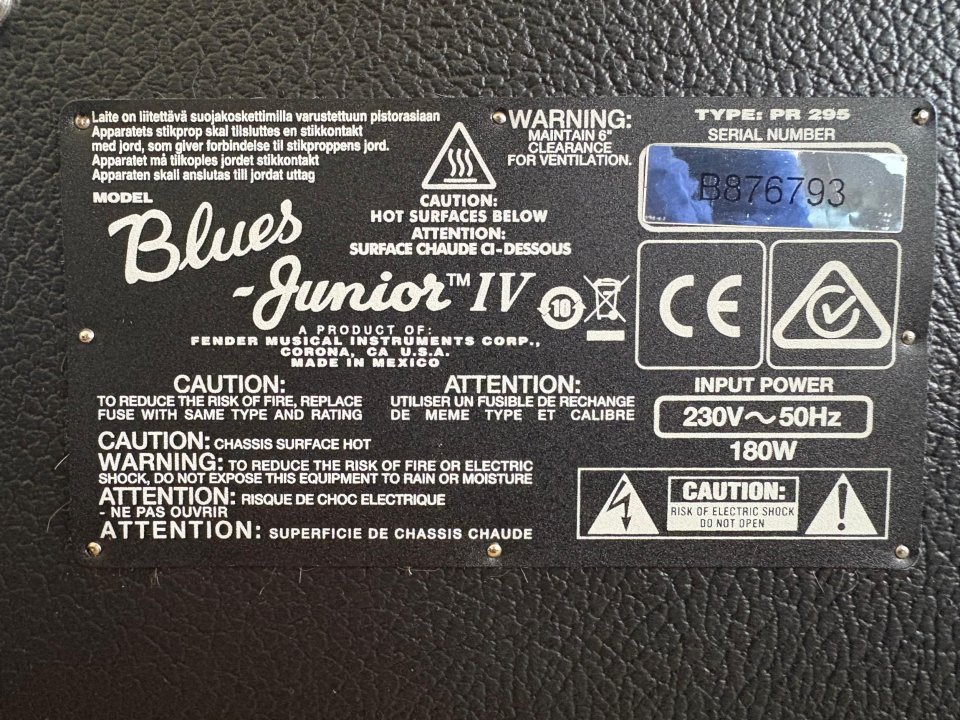 Laite on liitettävä suojakoskettimilla varustettuun pistorasiaan
Apparatets stikprop skal tilsluttes en stikkontakt
med jord, som giver forbindelse til stikproppens jord.
Apparatet må tilkoples jordet stikkontakt
Apparaten skall anslutas till jordat uttag
MODEL
Blues
Junior™ IV
A PRODUCT OF:
FENDER MUSICAL INSTRUMENTS CORP.,
CORONA, CA U.S.A.
MADE IN MEXICO
CAUTION:
HOT SURFACES BELOW
ATTENTION:
SURFACE CHAUDE CI-DESSOUS
WARNING:
MAINTAIN 6"
CLEARANCE
FOR VENTILATION.
TYPE: PR 295
SERIAL NUMBER
B876793
10
CE
CAUTION:
TO REDUCE THE RISK OF FIRE, REPLACE
FUSE WITH SAME TYPE AND RATING
ATTENTION:
UTILISER UN FUSIBLE DE RECHANGE
DE MEME TYPE ET CALIBRE
INPUT POWER
230V~50Hz
180W
CAUTION: CHASSIS SURFACE HOT
WARNING: TO REDUCE THE RISK OF FIRE OR ELECTRIC
SHOCK, DO NOT EXPOSE THIS EQUIPMENT TO RAIN OR MOISTURE
ATTENTION: RISQUE DE CHOC ELECTRIQUE
- NE PAS OUVRIR
ATTENTION: SUPERFICIE DE CHASSIS CHAUDE
CAUTION:
RISK OF ELECTRIC SHOCK
DO NOT OPEN